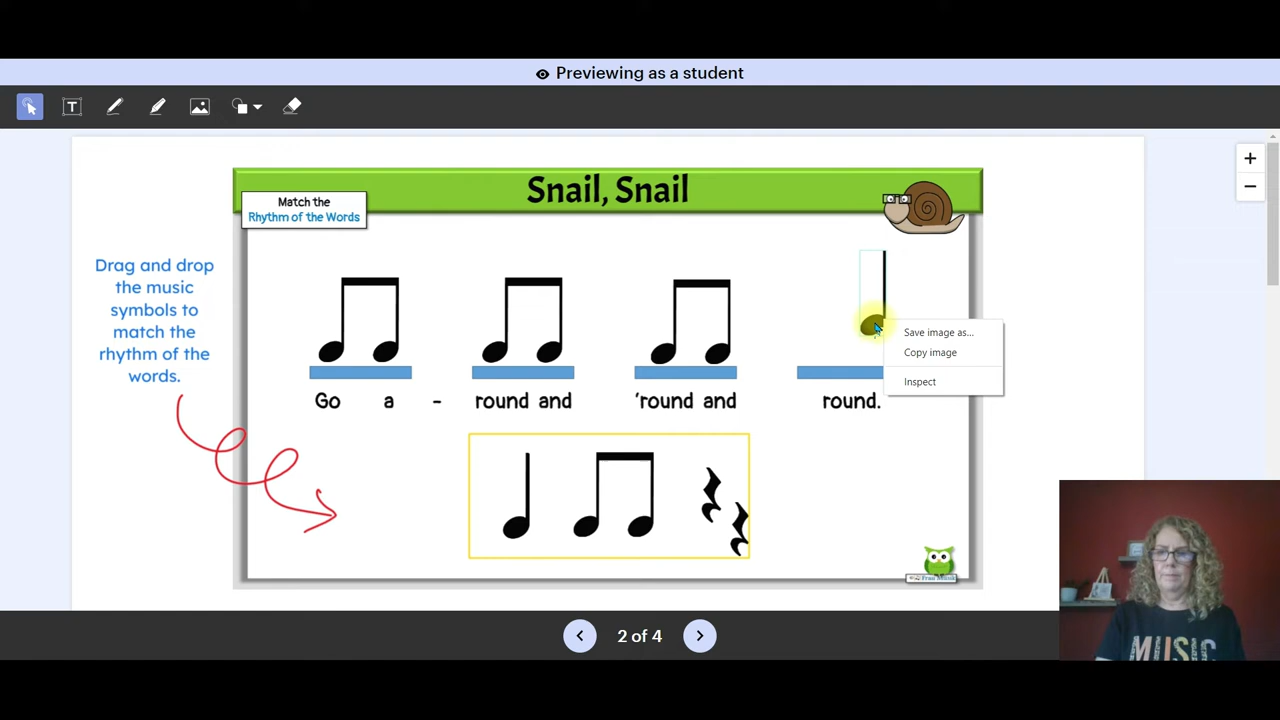 Previewing as a student
T
Snail, Snail
Match the
Rhythm of the Words
Drag and drop
the music
symbols to
match the
rhythm of the
words.
Save image as...
Copy image
Inspect
Go a - round and 'round and round.
2 of 4
MUSIC